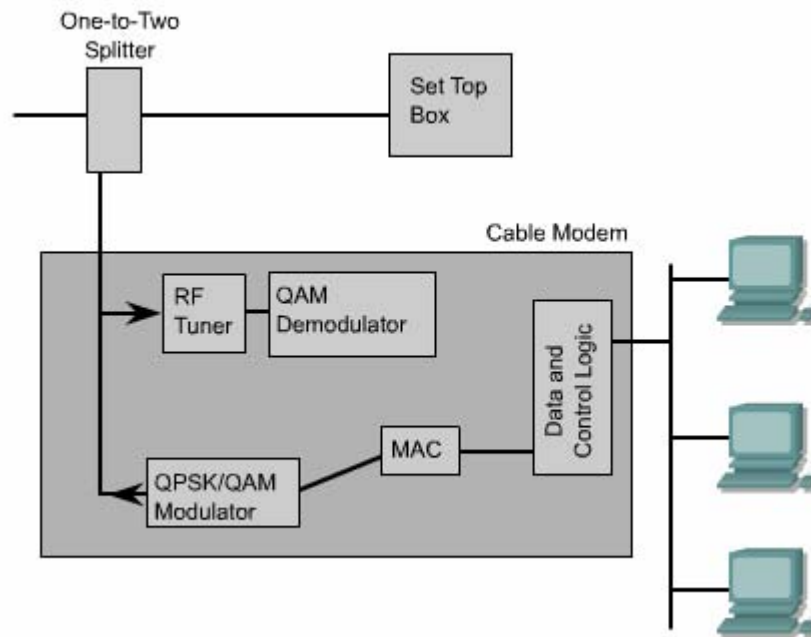 One-to-Two
Splitter
Set Top
Box
Cable Modem
RF
Tuner
QAM
Demodulator
Data and
Control Logic
MAC
QPSK/QAM
Modulator